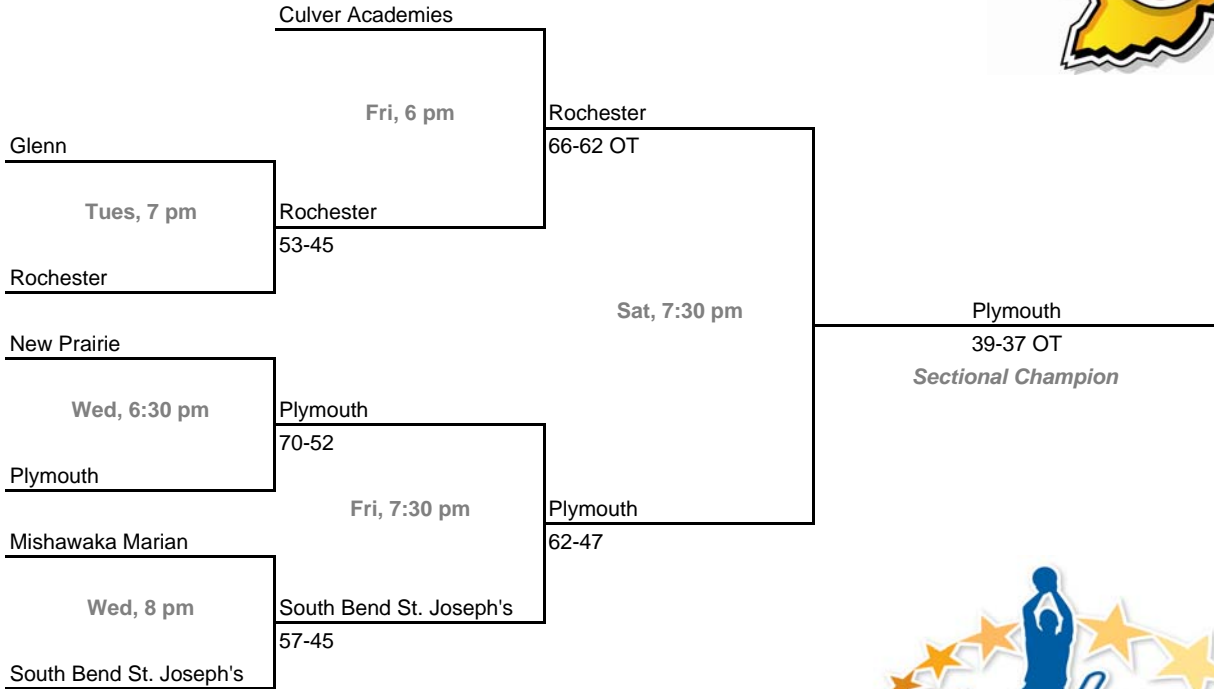 Culver Academies
Fri, 6 pm
Rochester
66-62 OT
Glenn
Tues, 7 pm
Rochester
53-45
Rochester
Sat, 7:30 pm
Plymouth
39-37 OT
Sectional Champion
New Prairie
Wed, 6:30 pm
Plymouth
70-52
Plymouth
Fri, 7:30 pm
Plymouth
62-47
Mishawaka Marian
Wed, 8 pm
South Bend St. Joseph's
57-45
South Bend St. Joseph's